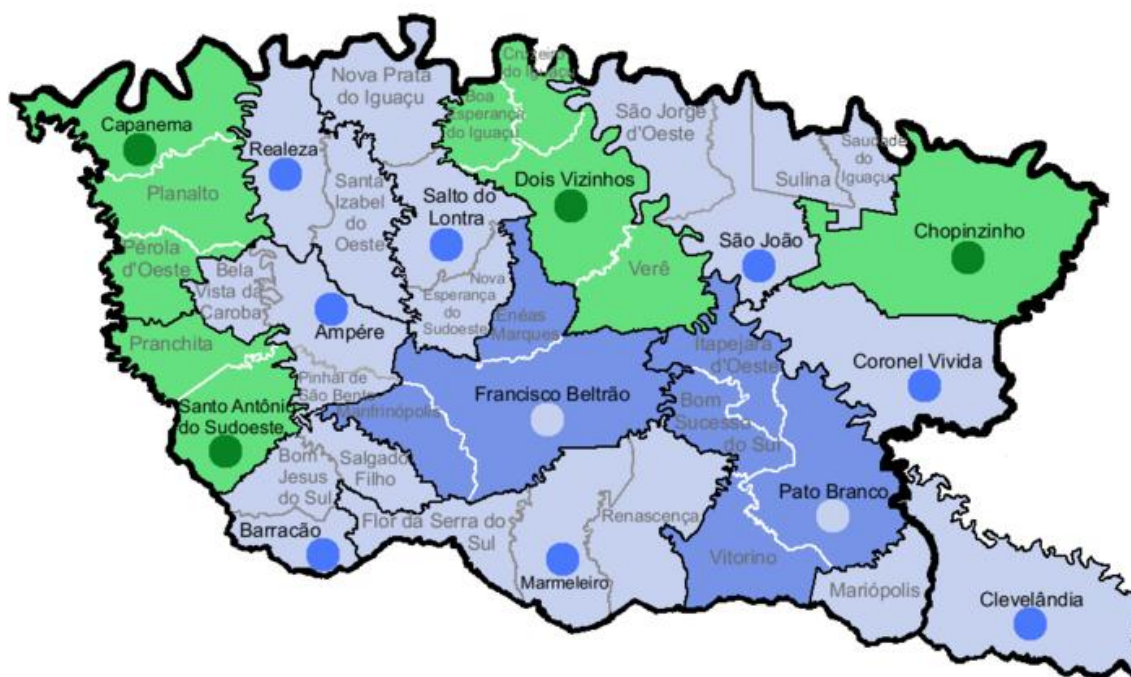 Cruzeiro
do Iguaçu
Nova Prata
do Iguaçu
Boa
Esperança
do Iguaçu
São Jorge
d'Oeste
Capanema
Realeza
Saudade
do
Iguaçu
Sulina
Planalto
Santa
Izabel
do
Oeste
Salto do
Lontra
Dois Vizinhos
Chopinzinho
São João
Pérola
d'Oeste
Bela
Vista da
Caroba
Verê
Nova
Esperança
do
Sudoeste
Enéas
Marques
Ampére
Pranchita
Itapejara
d'Oeste
Coronel Vivida
Pinhal de
São Bento
Manfrinópolis
Francisco Beltrão
Bom
Sucesso
do Sul
Santo Antônio
do Sudoeste
Bom
Jesus
do Sul
Salgado
Filho
Pato Branco
Barracão
Flor da Serra do
Sul
Renascença
Vitorino
Marmeleiro
Mariópolis
Clevelândia